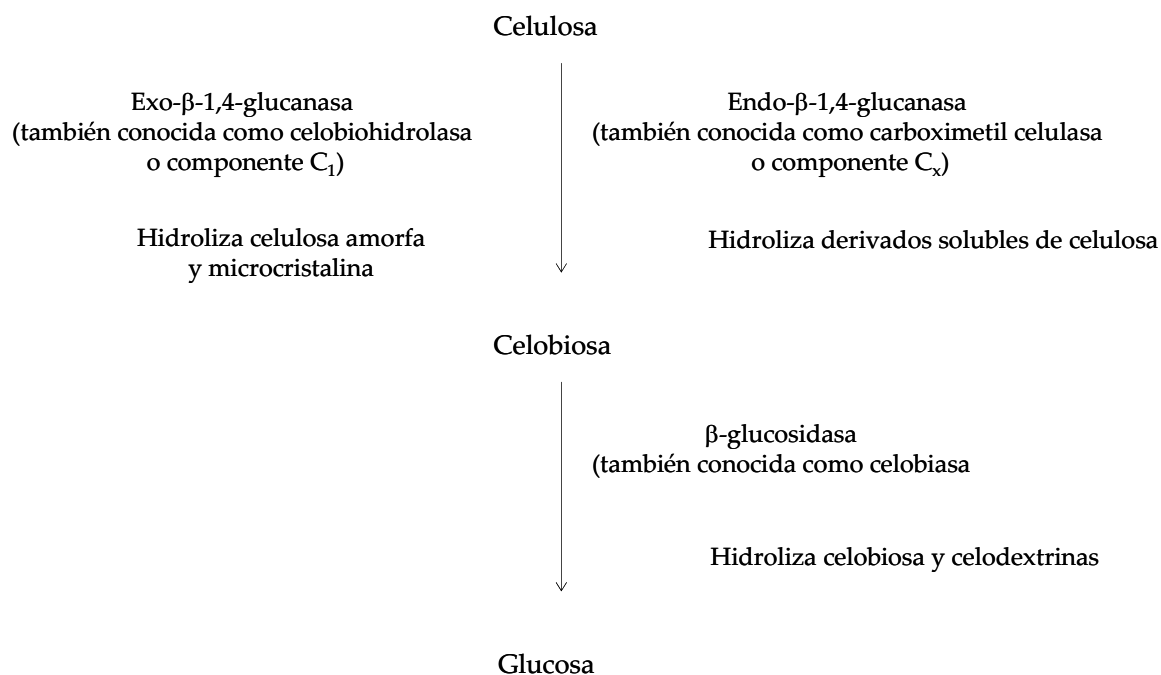 Celulosa
Exo-β-1,4-glucanasa
(también conocida como celobiohidrolasa
o componente C₁)
Endo-β-1,4-glucanasa
(también conocida como carboximetil celulasa
o componente Cₓ)
Hidroliza celulosa amorfa
y microcristalina
Hidroliza derivados solubles de celulosa
Celobiosa
β-glucosidasa
(también conocida como celobiasa
Hidroliza celobiosa y celodextrinas
Glucosa